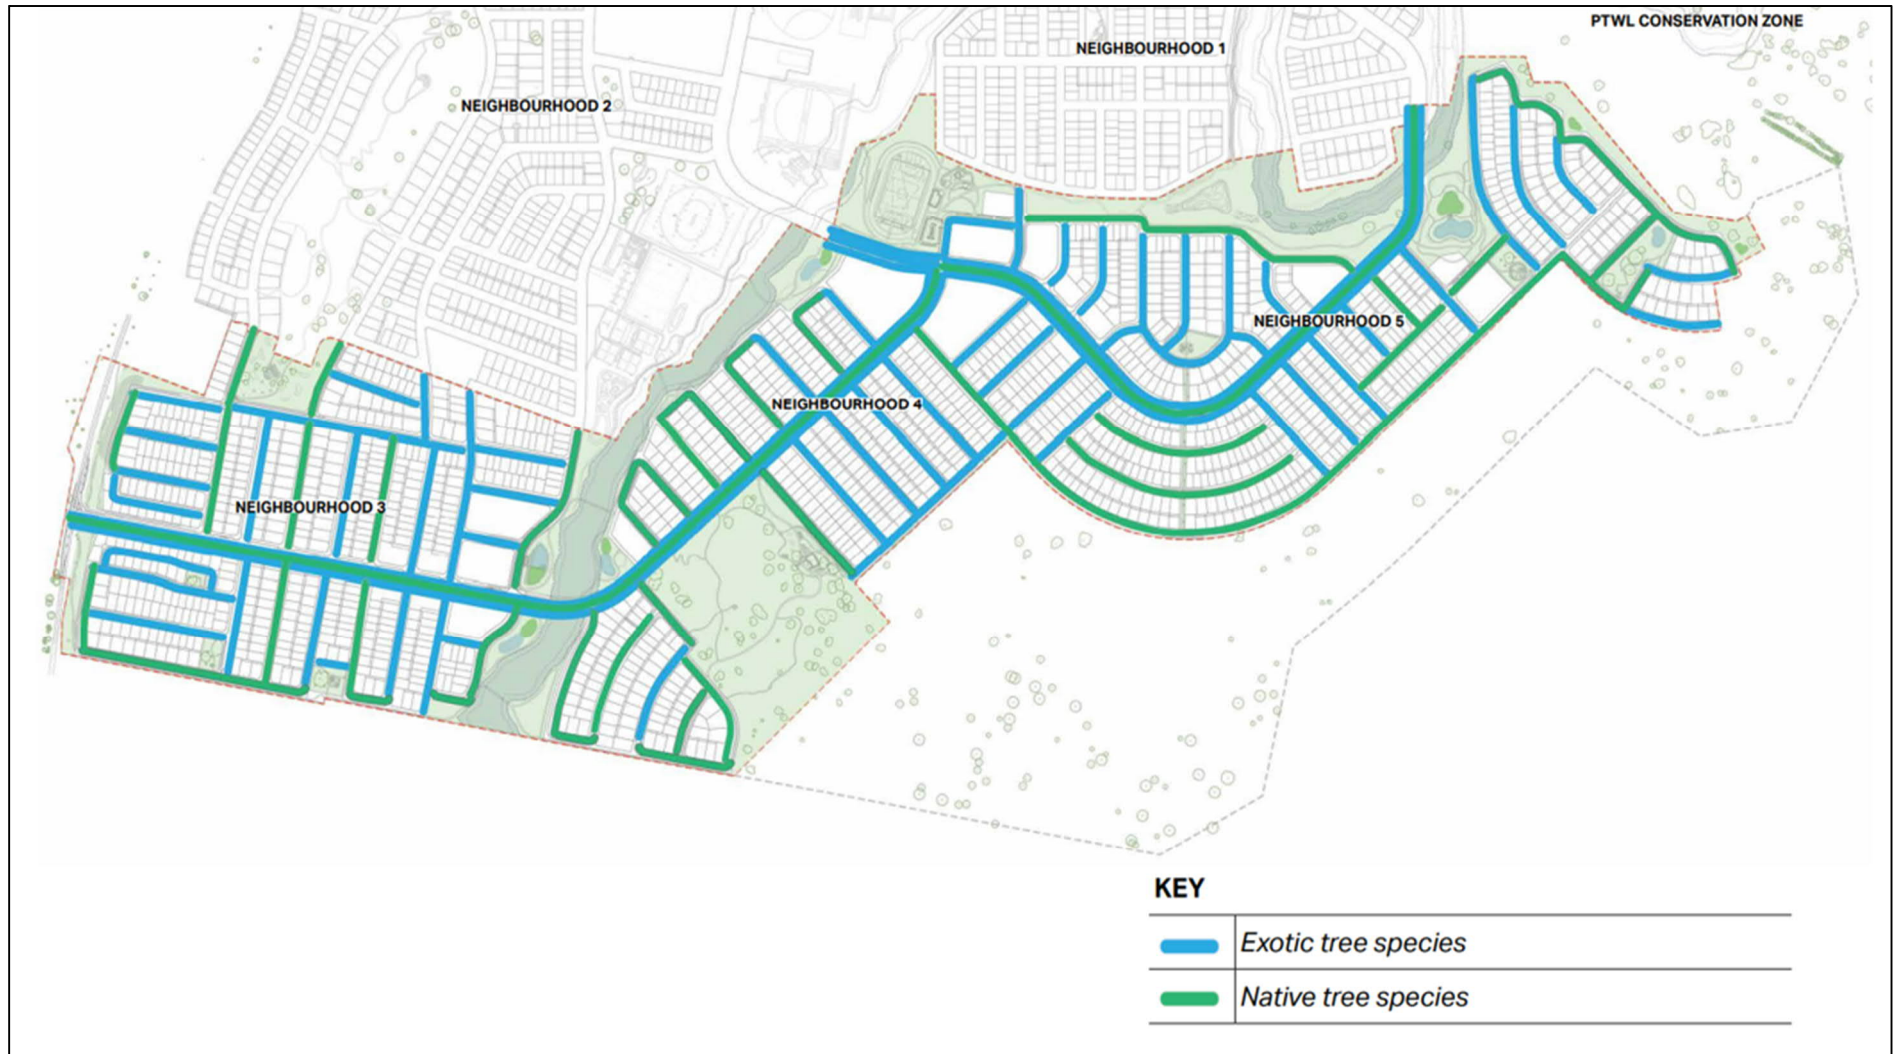 PTWL CONSERVATION ZONE
NEIGHBOURHOOD 1
NEIGHBOURHOOD 2
NEIGHBOURHOOD 5
NEIGHBOURHOOD 4
NEIGHBOURHOOD 3
KEY
Exotic tree species
Native tree species